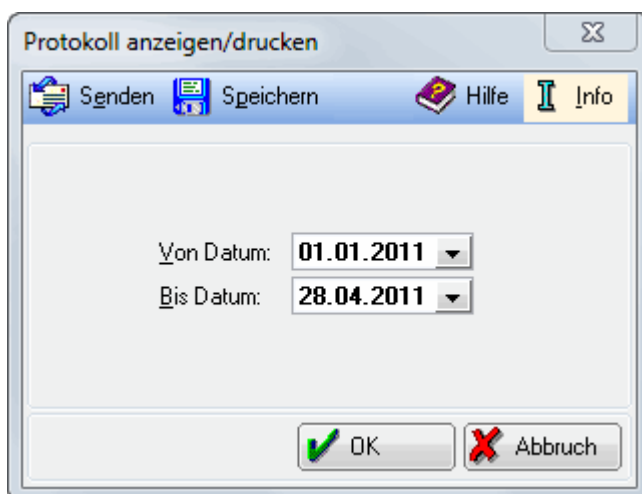 Protokoll anzeigen/drucken
Senden Speichern Hilfe Info
Von Datum: 01.01.2011
Bis Datum: 28.04.2011
OK Abbruch